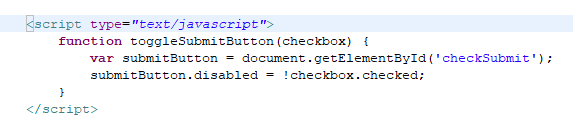 <script type="text/javascript">
    function toggleSubmitButton(checkbox) {
        var submitButton = document.getElementById('checkSubmit');
        submitButton.disabled = !checkbox.checked;
    }
</script>